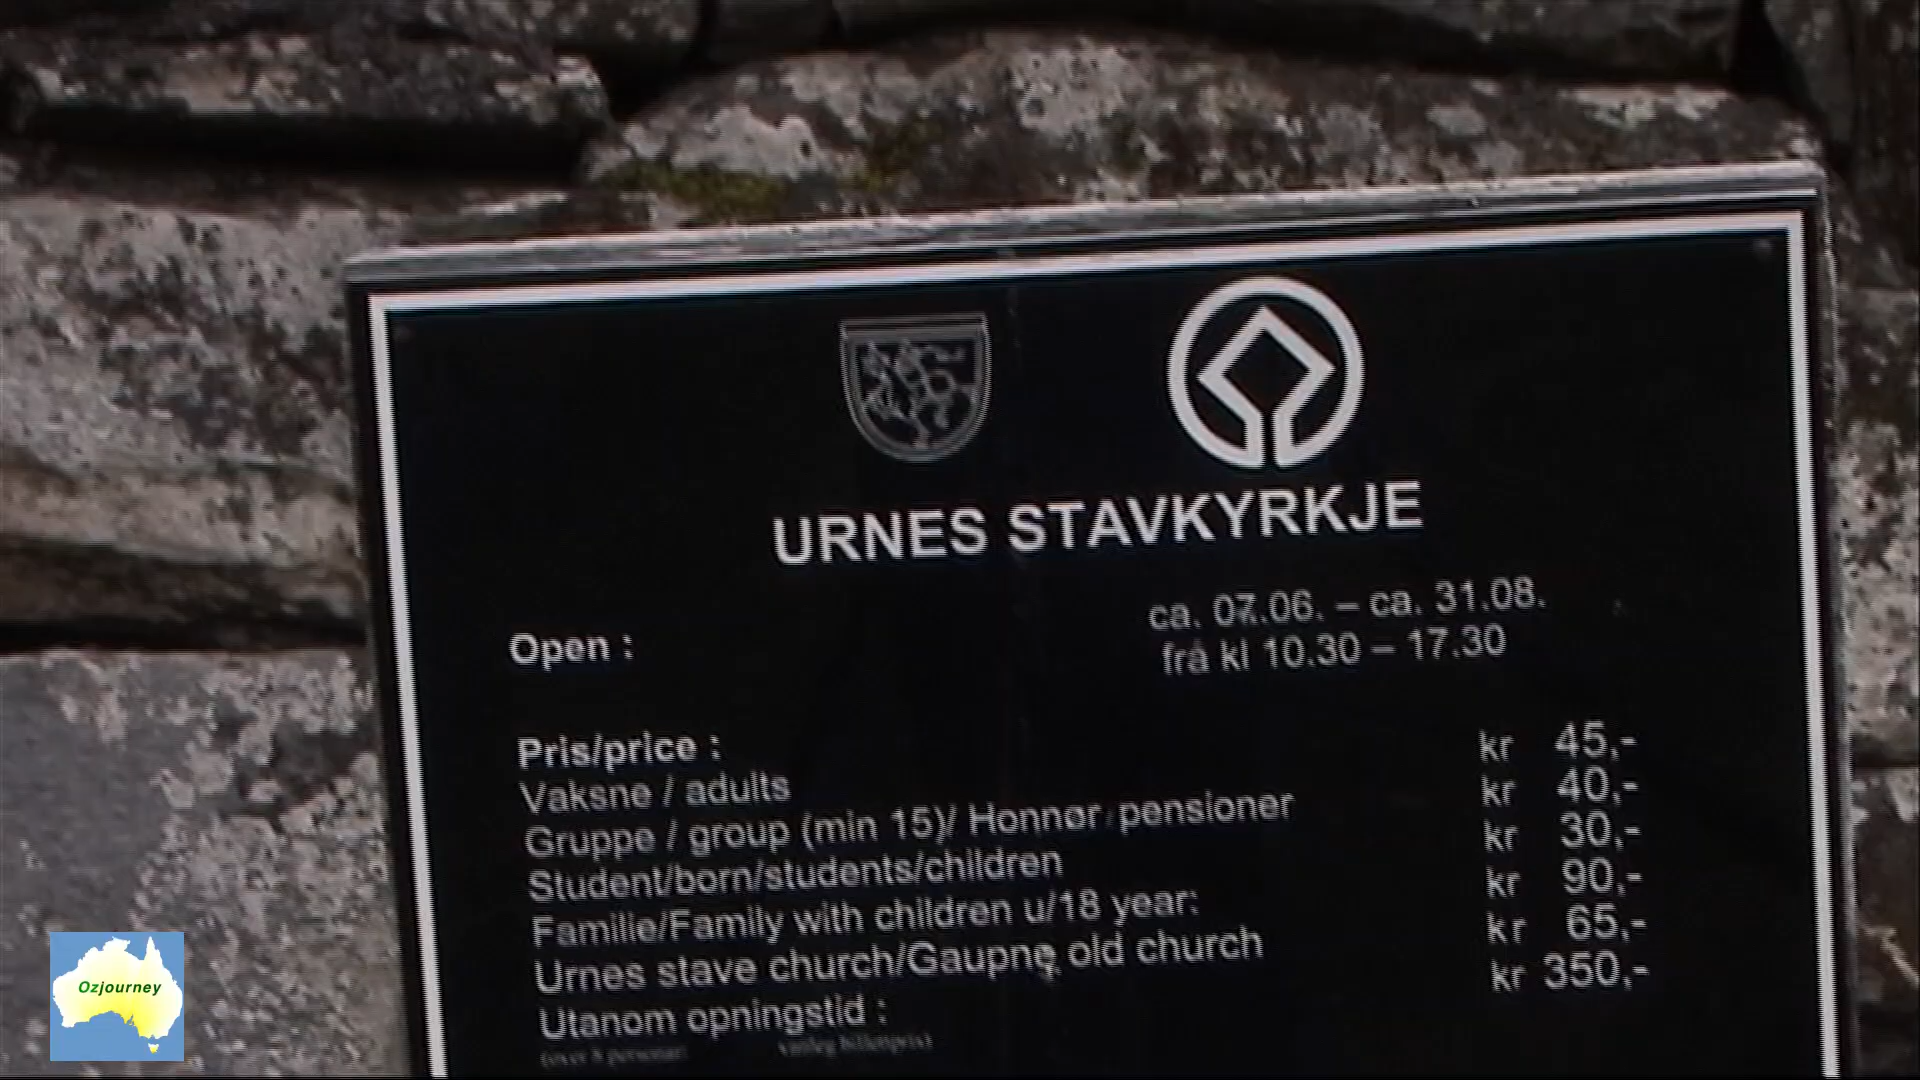 URNES STAVKYRKJE
ca. 07.06. – ca. 31.08.
Open :
frå kl 10.30 – 17.30
Pris/price :
Vaksne / adults kr 45,-
Gruppe / group (min 15)/ Honnør pensioner kr 40,-
Student/born/students/children kr 30,-
Familie/Family with children u/18 year: kr 90,-
Urnes stave church/Gaupne old church kr 65,-
Utanom opningstid : kr 350,-
Ozjourney